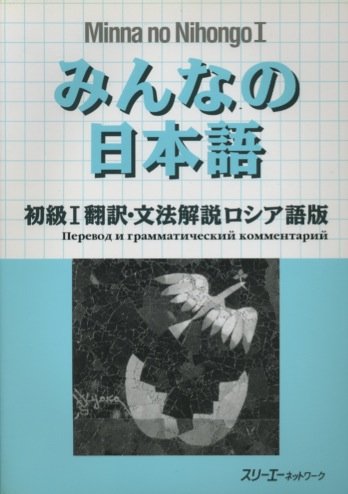 Minna no Nihongo I
みんなの
日本語
初級I翻訳・文法解説ロシア語版
Перевод и грамматический комментарий
スリーエーネットワーク